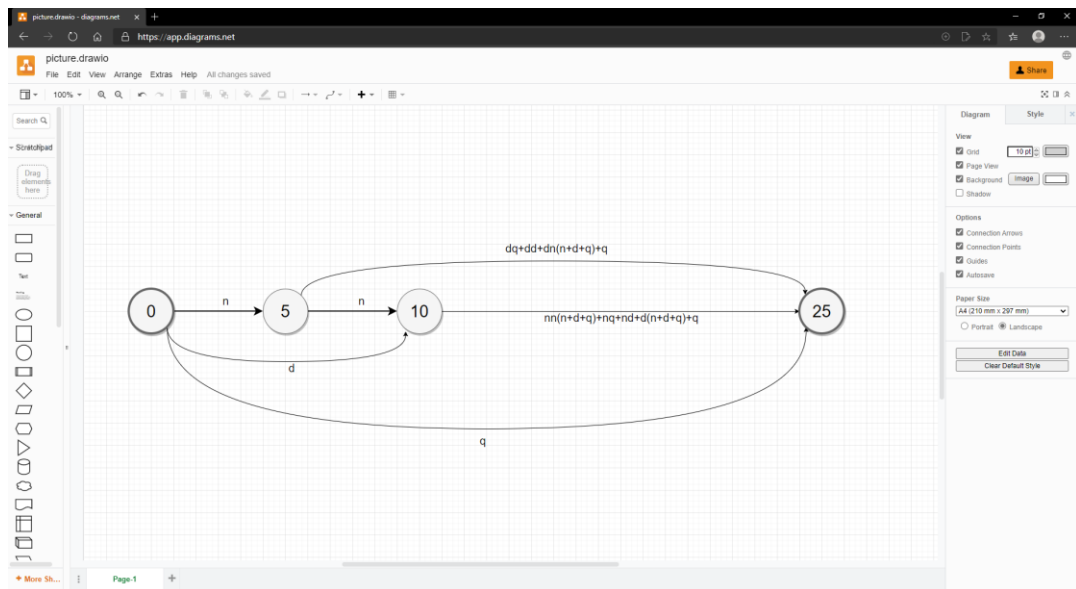 picture.drawio - diagrams.net
https://app.diagrams.net
picture.drawio
File Edit View Arrange Extras Help All changes saved
Share
100%
Search
Scratchpad
Drag
elements
here
General
Text
More Sh...
dq+dd+dn(n+d+q)+q
0
n
5
n
10
25
nn(n+d+q)+nq+nd+d(n+d+q)+q
d
q
Page-1
Diagram Style
View
Grid 10 pt
Page View
Background Image
Shadow
Options
Connection Arrows
Connection Points
Guides
Autosave
Paper Size
A4 (210 mm x 297 mm)
Portrait Landscape
Edit Data
Clear Default Style